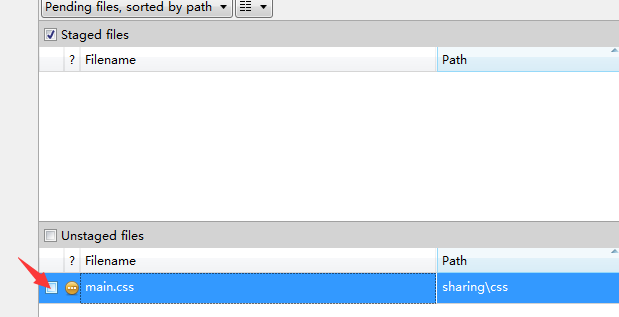 Pending files, sorted by path
Staged files
? Filename Path
Unstaged files
? Filename Path
main.css sharing\css